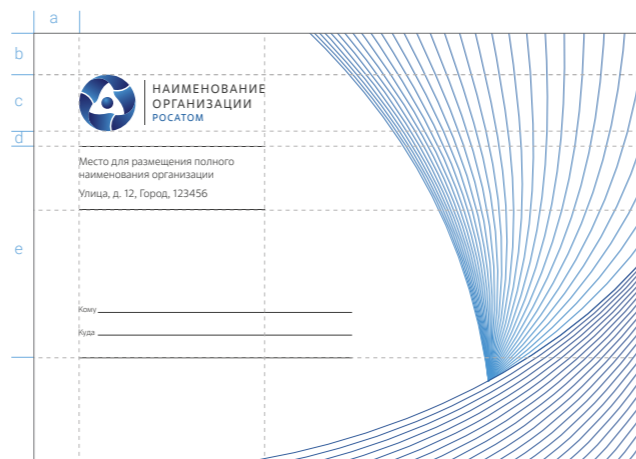 a
b
c
НАИМЕНОВАНИЕ
ОРГАНИЗАЦИИ
РОСАТОМ
d
Место для размещения полного
наименования организации
Улица, д. 12, Город, 123456
e
Кому
Куда